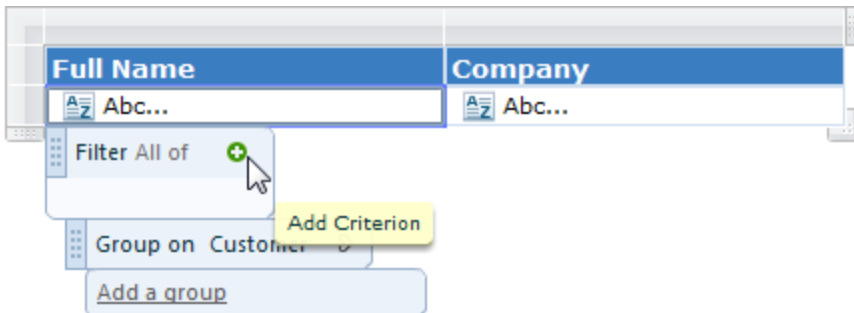 Full Name Company
Abc... Abc...
Filter All of
Add Criterion
Group on Customer
Add a group